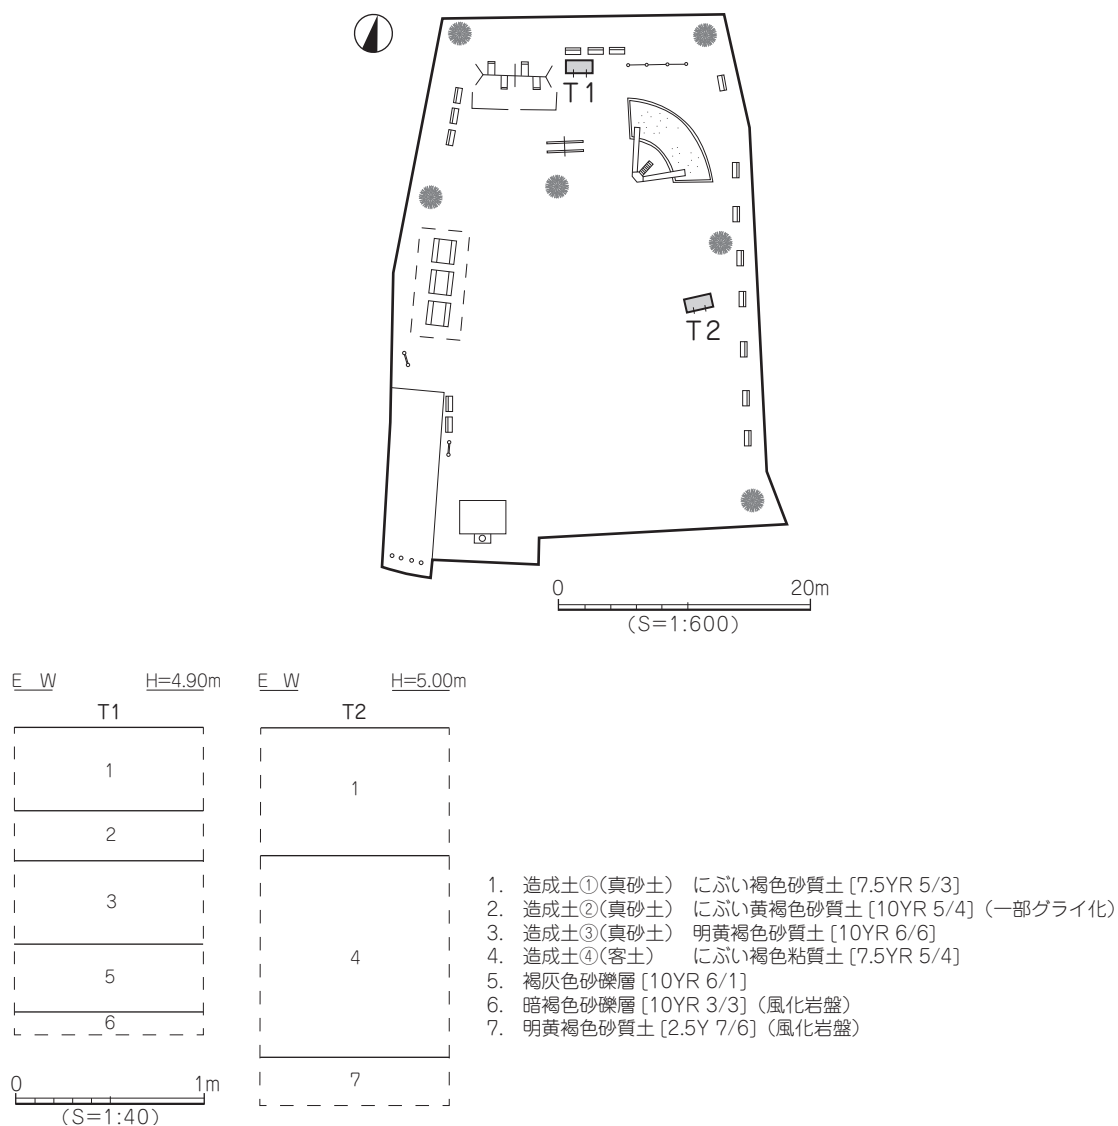 T1
T2
0 20m
(S=1:600)
E W H=4.90m E W H=5.00m
T1 T2
1
2
3
5
6
1
4
7
1. 造成土①(真砂土) にぶい褐色砂質土 [7.5YR 5/3]
2. 造成土②(真砂土) にぶい黄褐色砂質土 [10YR 5/4] (一部グライ化)
3. 造成土③(真砂土) 明黄褐色砂質土 [10YR 6/6]
4. 造成土④(客土) にぶい褐色粘質土 [7.5YR 5/4]
5. 褐灰色砂礫層 [10YR 6/1]
6. 暗褐色砂礫層 [10YR 3/3] (風化岩盤)
7. 明黄褐色砂質土 [2.5Y 7/6] (風化岩盤)
0 1m
(S=1:40)